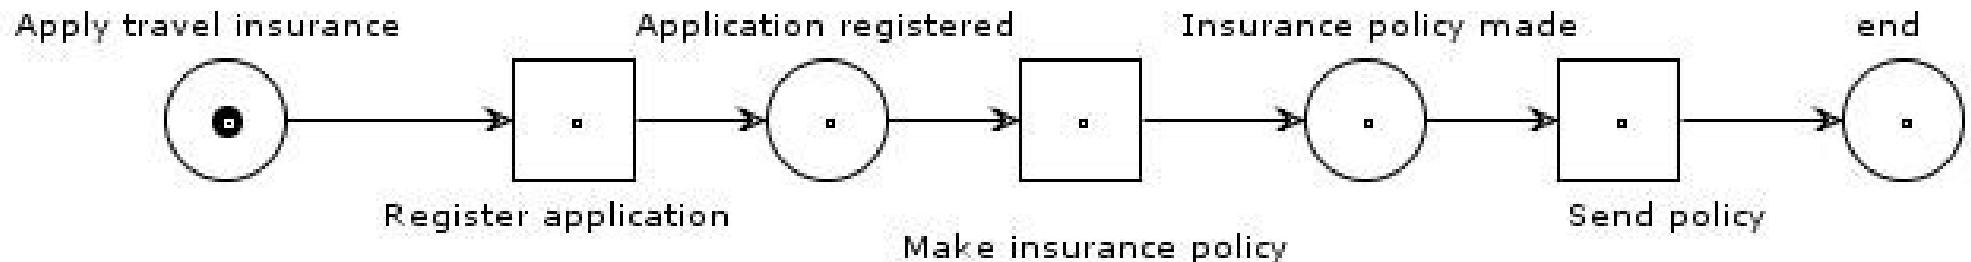 Apply travel insurance
Application registered
Insurance policy made
end
Register application
Make insurance policy
Send policy